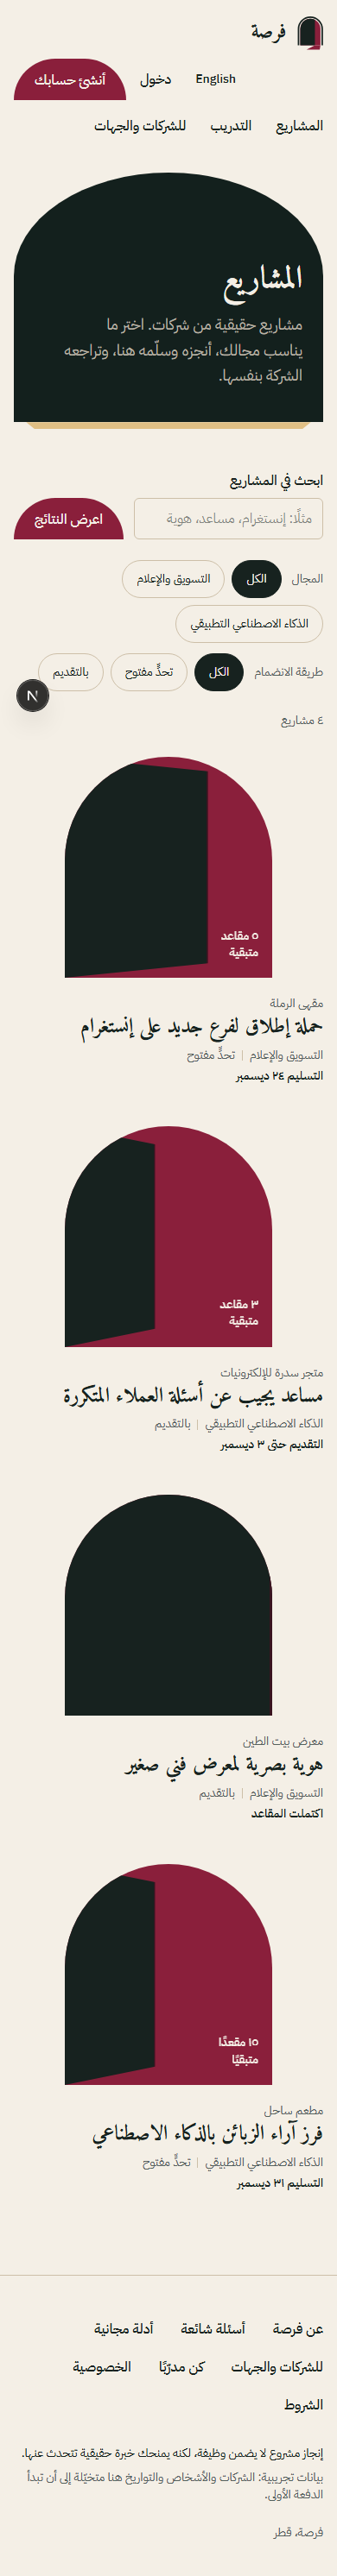 فرصة
English
دخول
أنشئ حسابك
المشاريع
التدريب
للشركات والجهات
المشاريع
مشاريع حقيقية من شركات. اختر ما
يناسب مجالك، أنجزه وسلّمه هنا، وتراجعه
الشركة بنفسها.
ابحث في المشاريع
مثلًا: إنستغرام، مساعد، هوية
اعرض النتائج
المجال
الكل
التسويق والإعلام
الذكاء الاصطناعي التطبيقي
طريقة الانضمام
الكل
تحدٍّ مفتوح
بالتقديم
N
٤ مشاريع
٥ مقاعد
متبقية
مقهى الرملة
حملة إطلاق لفرع جديد على إنستغرام
التسويق والإعلام | تحدٍّ مفتوح
التسليم ٢٤ ديسمبر
٣ مقاعد
متبقية
متجر سدرة للإلكترونيات
مساعد يجيب عن أسئلة العملاء المتكررة
الذكاء الاصطناعي التطبيقي | بالتقديم
التقديم حتى ٣ ديسمبر
معرض بيت الطين
هوية بصرية لمعرض فني صغير
التسويق والإعلام | بالتقديم
اكتملت المقاعد
١٥ مقعدًا
متبقيًا
مطعم ساحل
فرز آراء الزبائن بالذكاء الاصطناعي
الذكاء الاصطناعي التطبيقي | تحدٍّ مفتوح
التسليم ٣١ ديسمبر
عن فرصة
أسئلة شائعة
أدلة مجانية
للشركات والجهات
كن مدرّبًا
الخصوصية
الشروط
إنجاز مشروع لا يضمن وظيفة، لكنه يمنحك خبرة حقيقية تتحدث عنها.
بيانات تجريبية: الشركات والأشخاص والتواريخ هنا متخيّلة إلى أن تبدأ
الدفعة الأولى.
فرصة، قطر